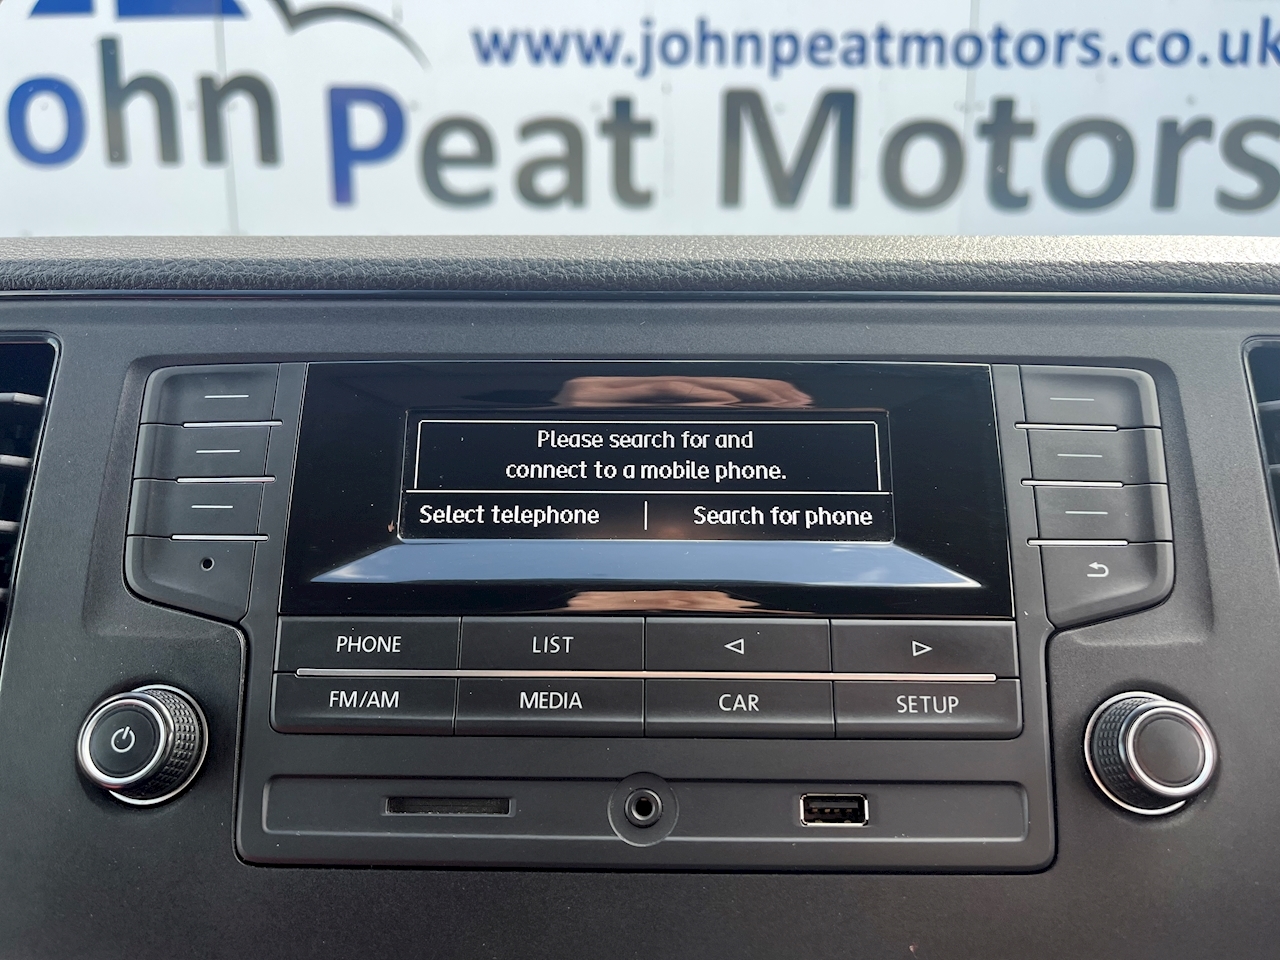 www.johnpeatmotors.co.uk
John Peat Motors
Please search for and
connect to a mobile phone.
Select telephone | Search for phone
PHONE LIST
FM/AM MEDIA CAR SETUP